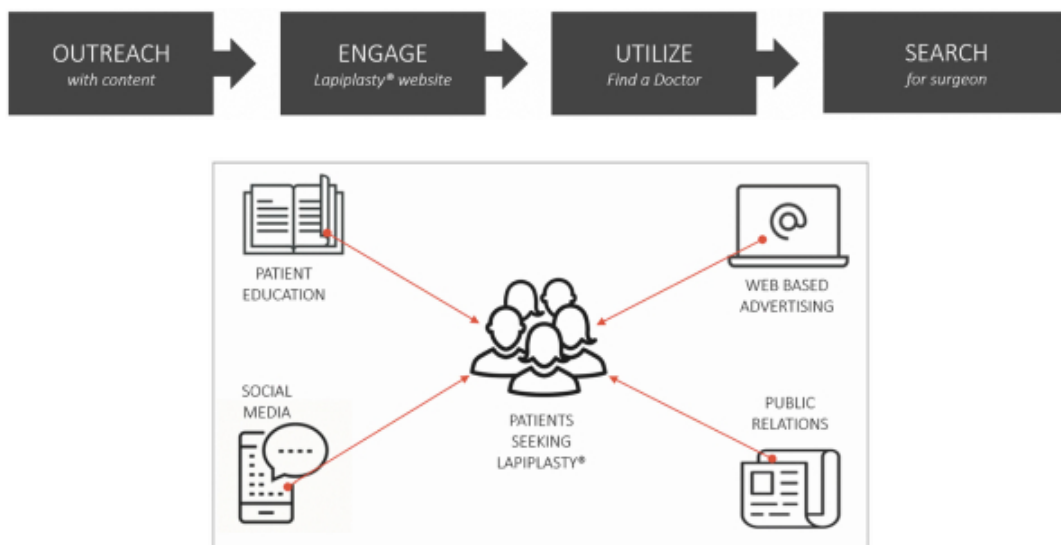 OUTREACH
with content
ENGAGE
Lapiplasty® website
UTILIZE
Find a Doctor
SEARCH
for surgeon
PATIENT
EDUCATION
WEB BASED
ADVERTISING
SOCIAL
MEDIA
PATIENTS
SEEKING
LAPIPLASTY®
PUBLIC
RELATIONS